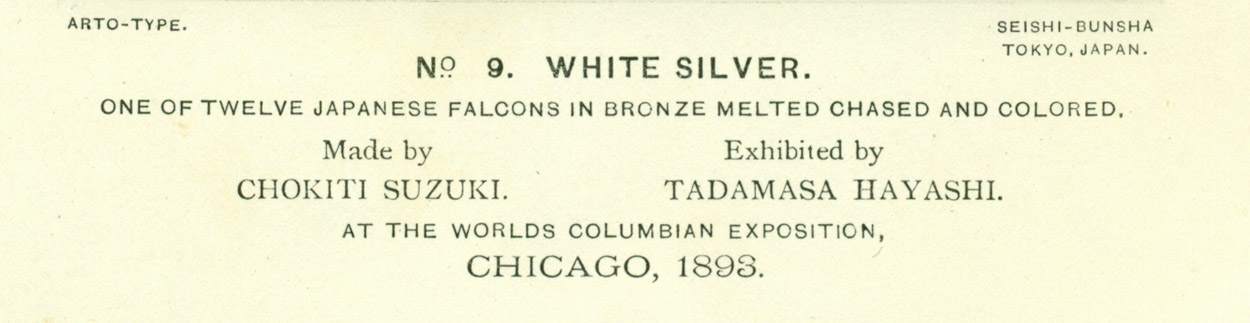 ARTO-TYPE.
SEISHI-BUNSHA
TOKYO, JAPAN.
No 9. WHITE SILVER.
ONE OF TWELVE JAPANESE FALCONS IN BRONZE MELTED CHASED AND COLORED,
Made by
CHOKITI SUZUKI.
Exhibited by
TADAMASA HAYASHI.
AT THE WORLDS COLUMBIAN EXPOSITION,
CHICAGO, 1893.